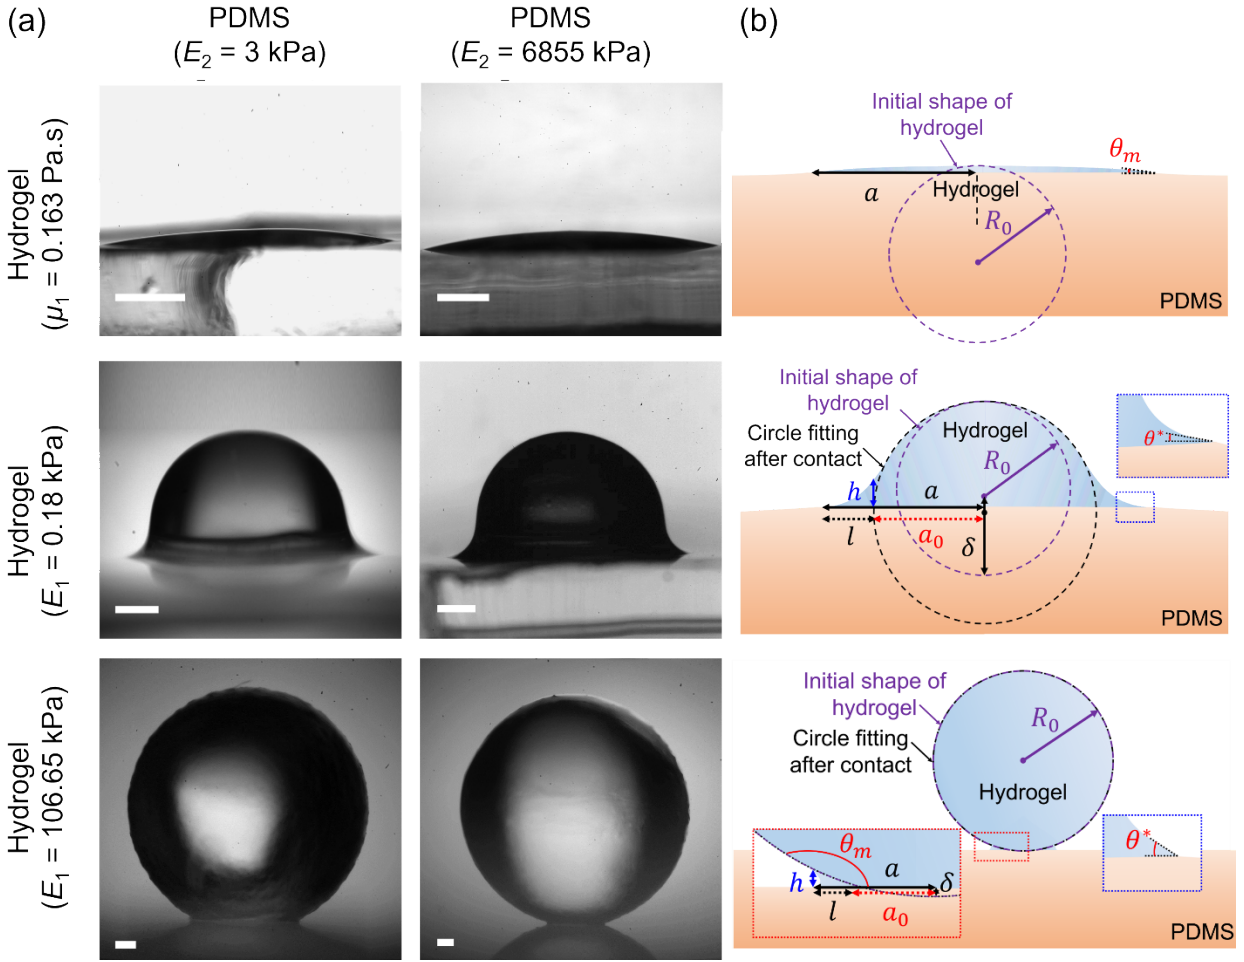 (a)
PDMS
(E₂ = 3 kPa)
PDMS
(E₂ = 6855 kPa)
(b)
Hydrogel
(μ₁ = 0.163 Pa.s)
Initial shape of
hydrogel
θₘ
Hydrogel
a
R₀
PDMS
Hydrogel
(E₁ = 0.18 kPa)
Initial shape of
hydrogel
Circle fitting
after contact
Hydrogel
R₀
θ*
h
a
l
a₀
δ
PDMS
Hydrogel
(E₁ = 106.65 kPa)
Initial shape of
hydrogel
Circle fitting
after contact
R₀
Hydrogel
θₘ
a
δ
h
l
a₀
θ*
PDMS